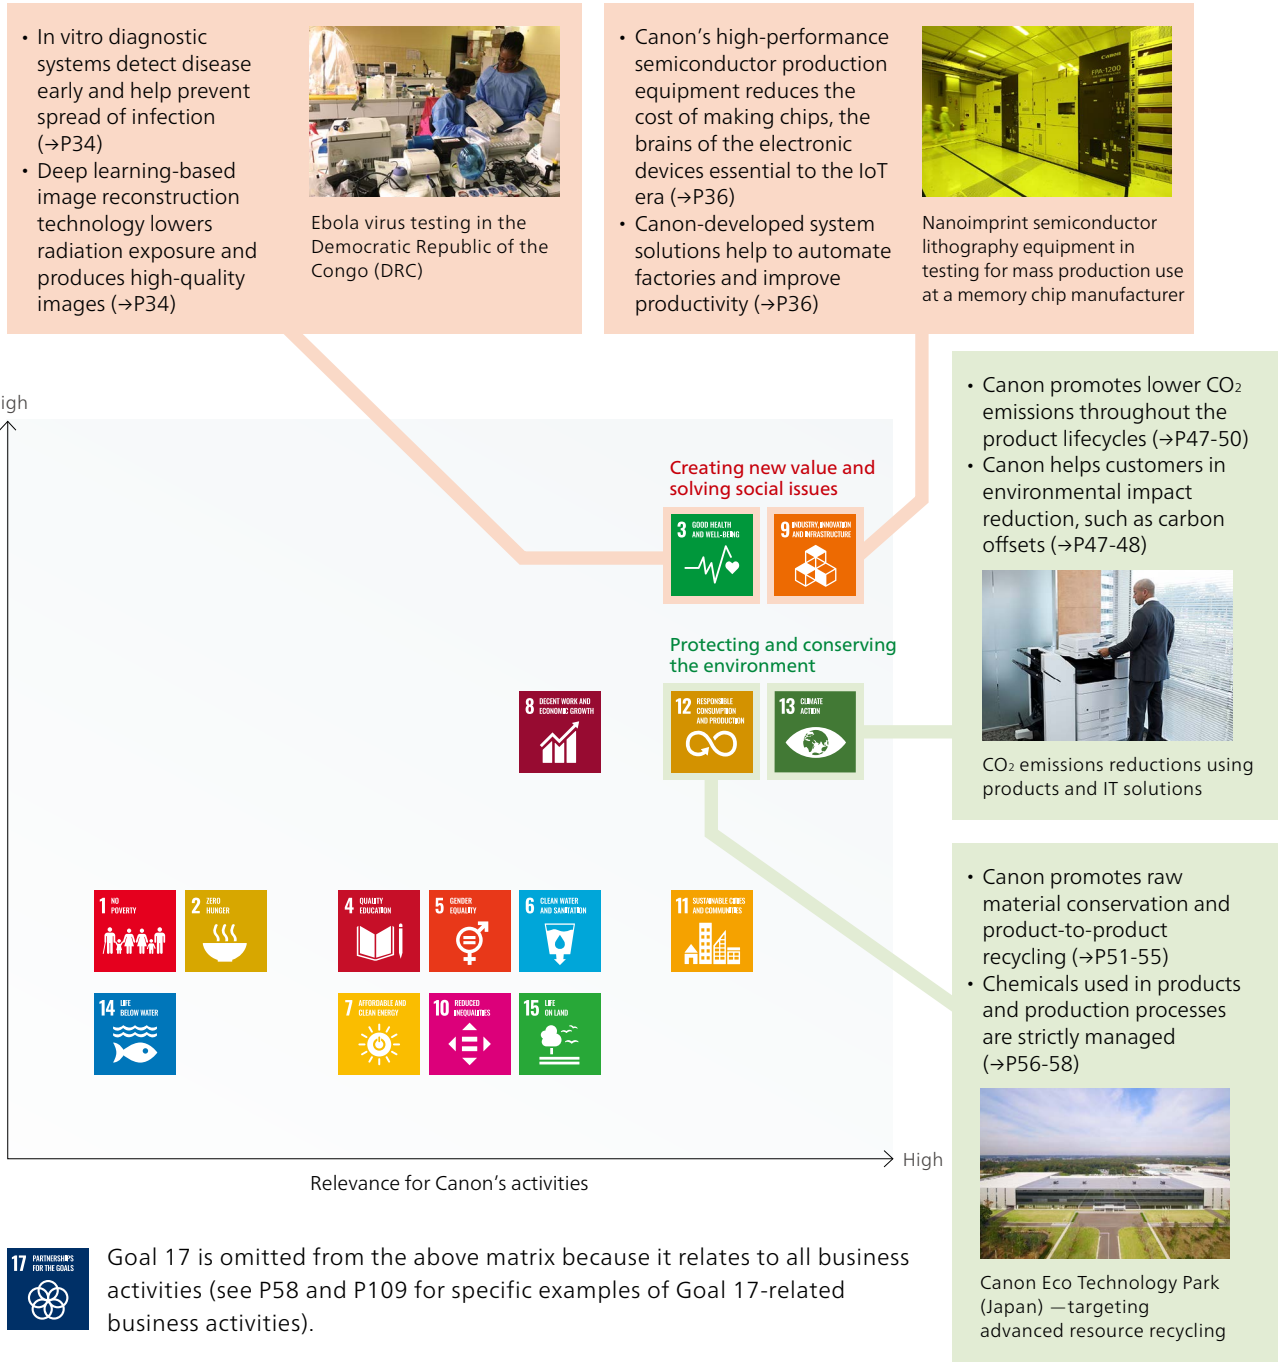 • In vitro diagnostic
systems detect disease
early and help prevent
spread of infection
(→P34)
• Deep learning-based
image reconstruction
technology lowers
radiation exposure and
produces high-quality
images (→P34)
Ebola virus testing in the
Democratic Republic of the
Congo (DRC)
• Canon’s high-performance
semiconductor production
equipment reduces the
cost of making chips, the
brains of the electronic
devices essential to the IoT
era (→P36)
• Canon-developed system
solutions help to automate
factories and improve
productivity (→P36)
Canon
FPA-1200
Nanoimprint semiconductor
lithography equipment in
testing for mass production use
at a memory chip manufacturer
igh
Creating new value and
solving social issues
3 GOOD HEALTH
AND WELL-BEING
9 INDUSTRY, INNOVATION
AND INFRASTRUCTURE
Protecting and conserving
the environment
8 DECENT WORK AND
ECONOMIC GROWTH
12 RESPONSIBLE
CONSUMPTION
AND PRODUCTION
13 CLIMATE
ACTION
• Canon promotes lower CO₂
emissions throughout the
product lifecycles (→P47-50)
• Canon helps customers in
environmental impact
reduction, such as carbon
offsets (→P47-48)
CO₂ emissions reductions using
products and IT solutions
1 NO
POVERTY
2 ZERO
HUNGER
4 QUALITY
EDUCATION
5 GENDER
EQUALITY
6 CLEAN WATER
AND SANITATION
11 SUSTAINABLE CITIES
AND COMMUNITIES
14 LIFE
BELOW WATER
7 AFFORDABLE AND
CLEAN ENERGY
10 REDUCED
INEQUALITIES
15 LIFE
ON LAND
• Canon promotes raw
material conservation and
product-to-product
recycling (→P51-55)
• Chemicals used in products
and production processes
are strictly managed
(→P56-58)
Canon Eco Technology Park
(Japan) —targeting
advanced resource recycling
High
Relevance for Canon’s activities
17 PARTNERSHIPS
FOR THE GOALS
Goal 17 is omitted from the above matrix because it relates to all business
activities (see P58 and P109 for specific examples of Goal 17-related
business activities).